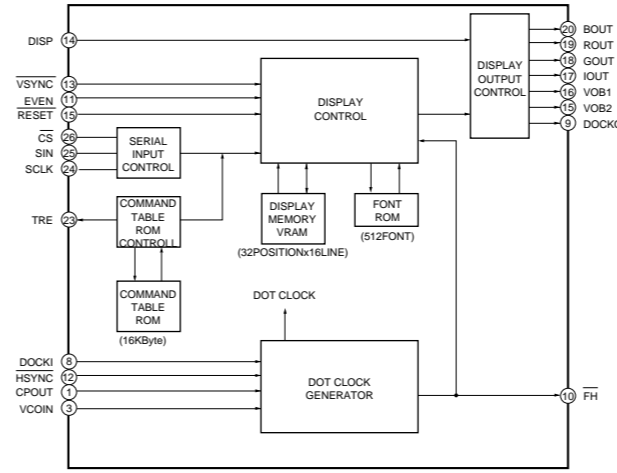 DISP 14
VSYNC 13
EVEN 11
RESET 15
CS 26
SIN 25
SCLK 24
TRE 23
DOCKI 8
HSYNC 12
CPOUT 1
VCOIN 3
SERIAL
INPUT
CONTROL
COMMAND
TABLE
ROM
CONTROLL
COMMAND
TABLE
ROM
(16KByte)
DISPLAY
CONTROL
DISPLAY
MEMORY
VRAM
(32POSITIONx16LINE)
FONT
ROM
(512FONT)
DOT CLOCK
DOT CLOCK
GENERATOR
DISPLAY
OUTPUT
CONTROL
20 BOUT
19 ROUT
18 GOUT
17 IOUT
16 VOB1
15 VOB2
9
10 FH